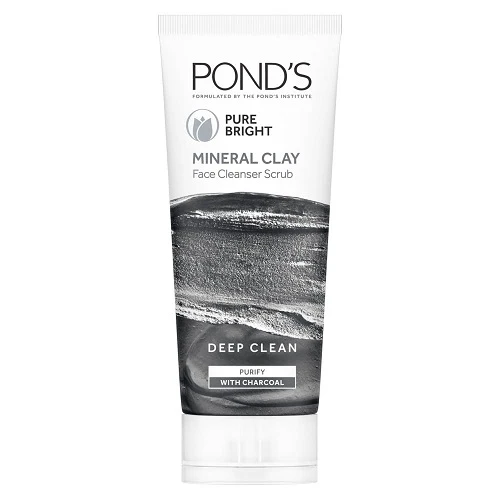 POND'S
FORMULATED BY THE POND'S INSTITUTE
PURE
BRIGHT
MINERAL CLAY
Face Cleanser Scrub
DEEP CLEAN
PURIFY
WITH CHARCOAL